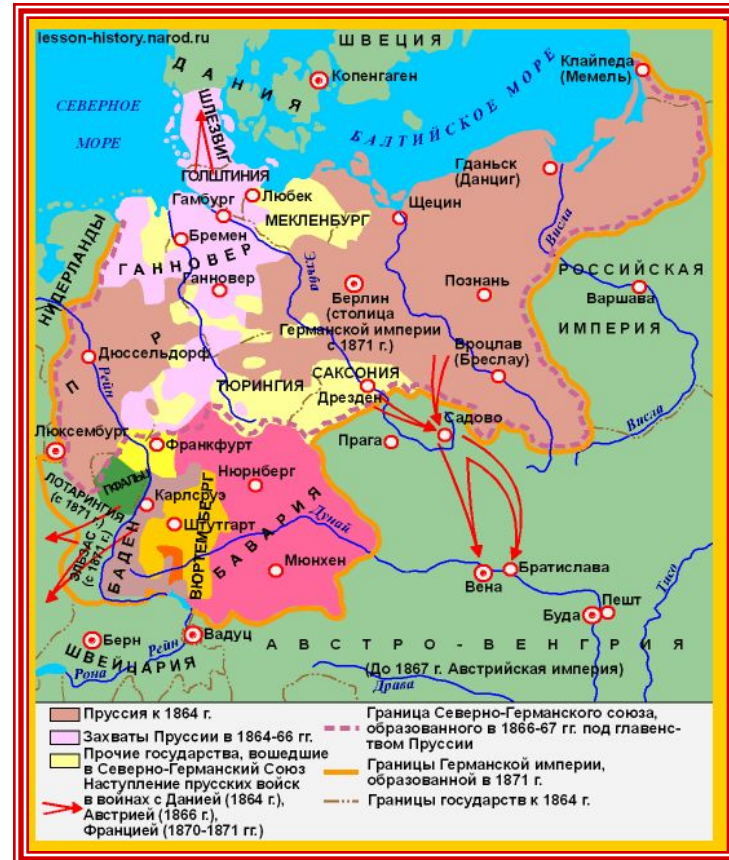 lesson-history.narod.ru
ШВЕЦИЯ
ДАНИЯ
Копенгаген
Клайпеда
(Мемель)
СЕВЕРНОЕ
МОРЕ
БАЛТИЙСКОЕ МОРЕ
ШЛЕЗВИГ
ГОЛШТИНИЯ
Гданьск
(Данциг)
Любек
Гамбург
МЕКЛЕНБУРГ
Щецин
Висла
Бремен
НИДЕРЛАНДЫ
ГАННОВЕР
Ганновер
Эльба
Берлин
(столица
Германской империи
с 1871 г.)
Познань
РОССИЙСКАЯ
Варшава
ИМПЕРИЯ
П Р
Дюссельдорф
Рейн
Броцлав
(Бреслау)
ТЮРИНГИЯ
САКСОНИЯ
Дрезден
Садово
Висла
Прага
Люксембург
Франкфурт
ПФАЛЬЦ
Нюрнберг
ЛОТАРИНГИЯ
(с 1871 г.)
Карлсруэ
Штутгарт
ЭЛЬЗАС
(с 1871 г.)
БАДЕН
ВЮРТЕМБЕРГ
БАВАРИЯ
Дунай
Мюнхен
Вена
Братислава
Тиса
Буда
Пешт
Берн
Вадуц
Рейн
ШВЕЙЦАРИЯ
Рона
АВСТРО-ВЕНГРИЯ
(До 1867 г. Австрийская империя)
Драва
Пруссия к 1864 г.
Захваты Пруссии в 1864-66 гг.
Прочие государства, вошедшие
в Северно-Германский Союз
Наступление прусских войск
в войнах с Данией (1864 г.),
Австрией (1866 г.),
Францией (1870-1871 гг.)
Граница Северно-Германского союза,
образованного в 1866-67 гг. под главенс-
твом Пруссии
Границы Германской империи,
образованной в 1871 г.
Границы государств к 1864 г.